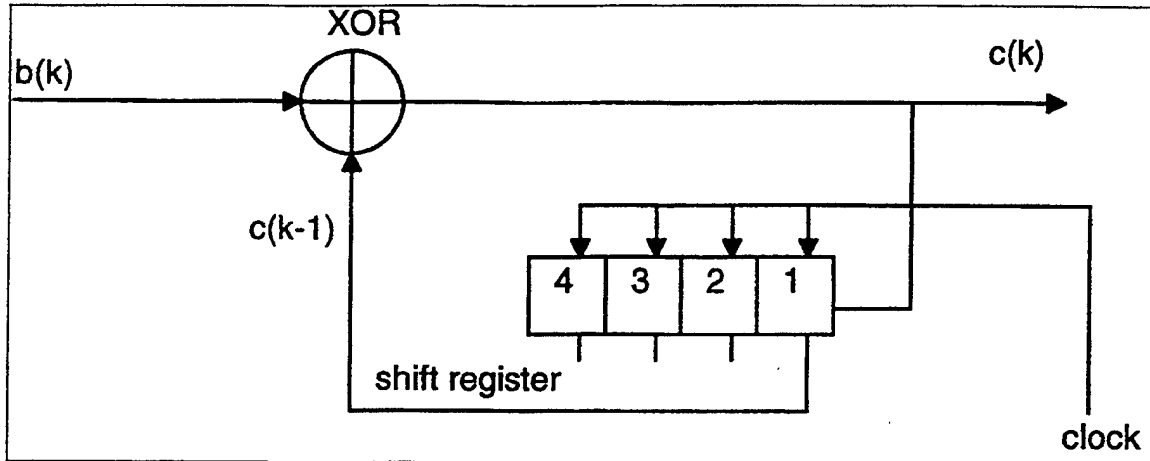 XOR
b(k)
c(k)
c(k-1)
4 3 2 1
shift register
clock